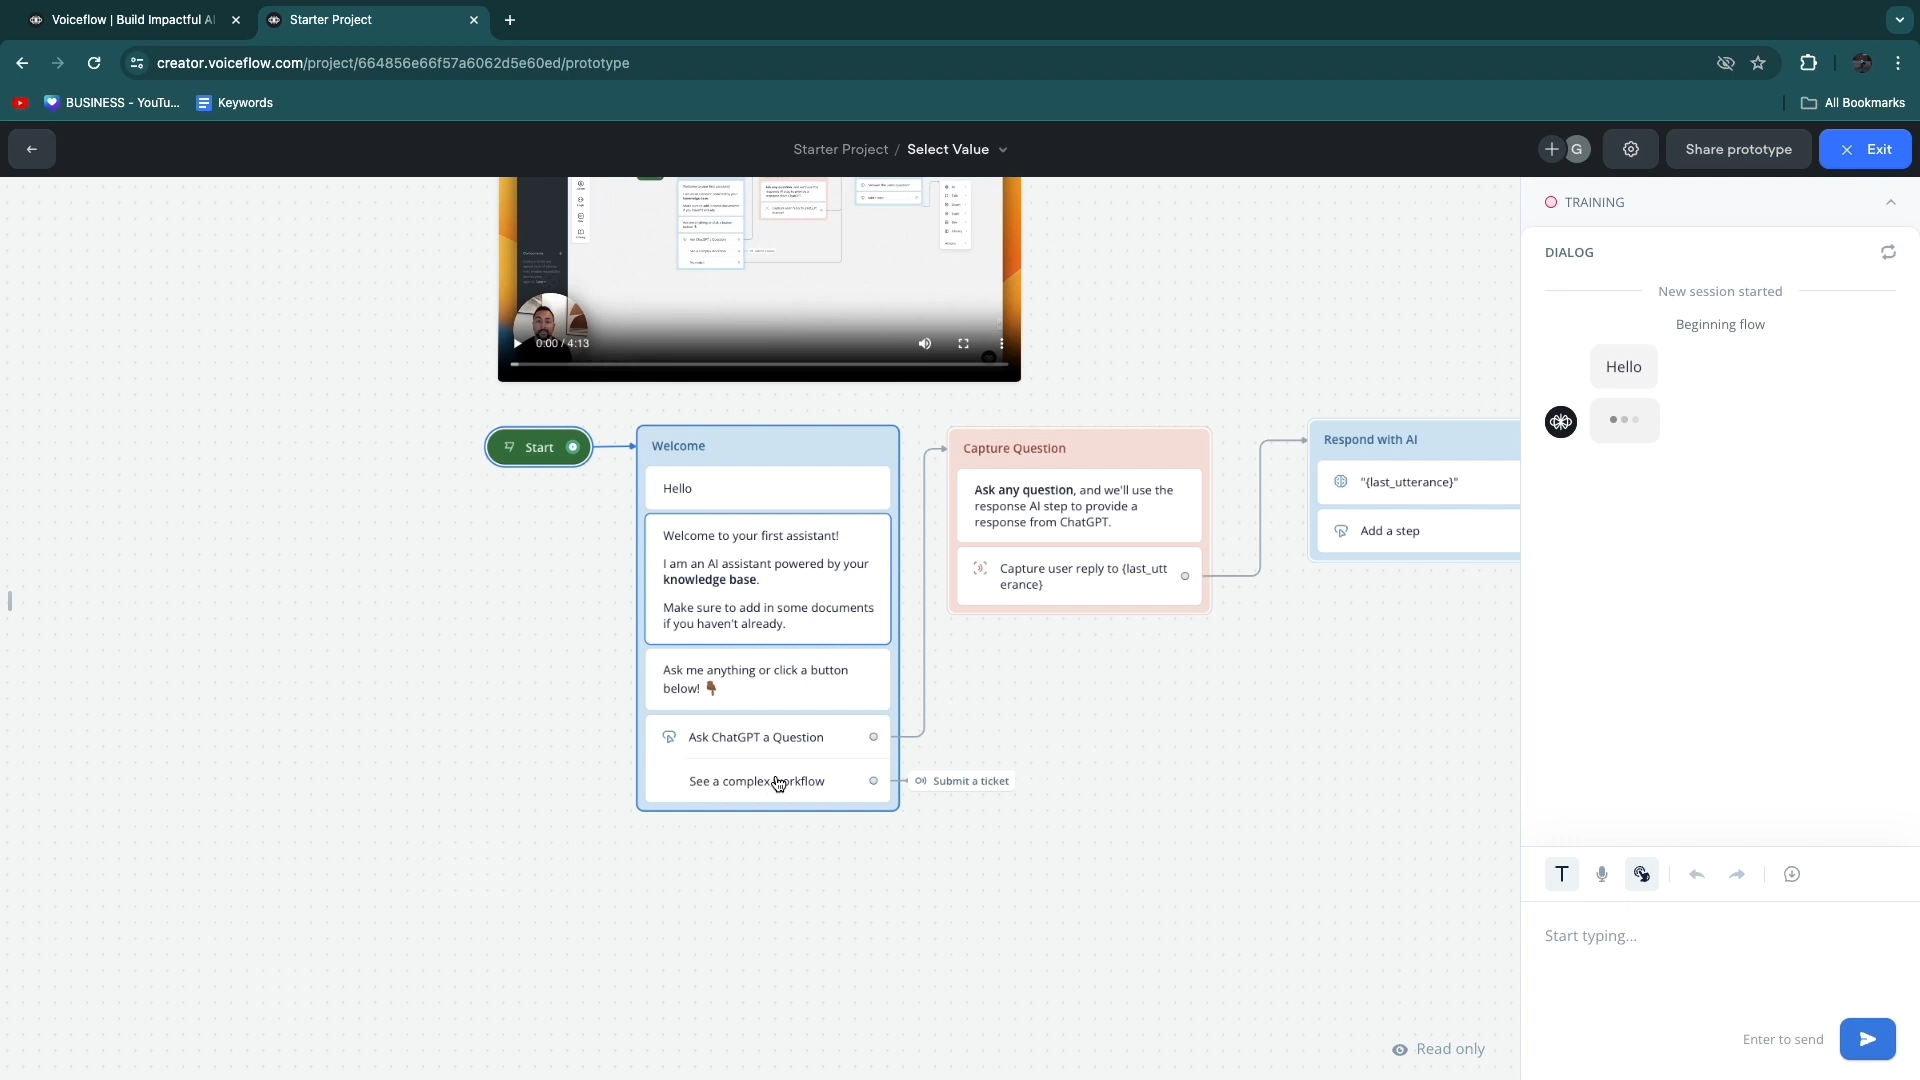 Voiceflow | Build Impactful AI
Starter Project
creator.voiceflow.com/project/664856e66f57a6062d5e60ed/prototype
BUSINESS - YouTu...
Keywords
All Bookmarks
Starter Project / Select Value
G
Share prototype
Exit
0:00 / 4:13
Start
Welcome
Hello
Welcome to your first assistant!
I am an AI assistant powered by your
knowledge base.
Make sure to add in some documents
if you haven't already.
Ask me anything or click a button
below!
Ask ChatGPT a Question
See a complex workflow
Submit a ticket
Capture Question
Ask any question, and we'll use the
response AI step to provide a
response from ChatGPT.
Capture user reply to {last_utt
erance}
Respond with AI
"{last_utterance}"
Add a step
Read only
TRAINING
DIALOG
New session started
Beginning flow
Hello
Start typing...
Enter to send